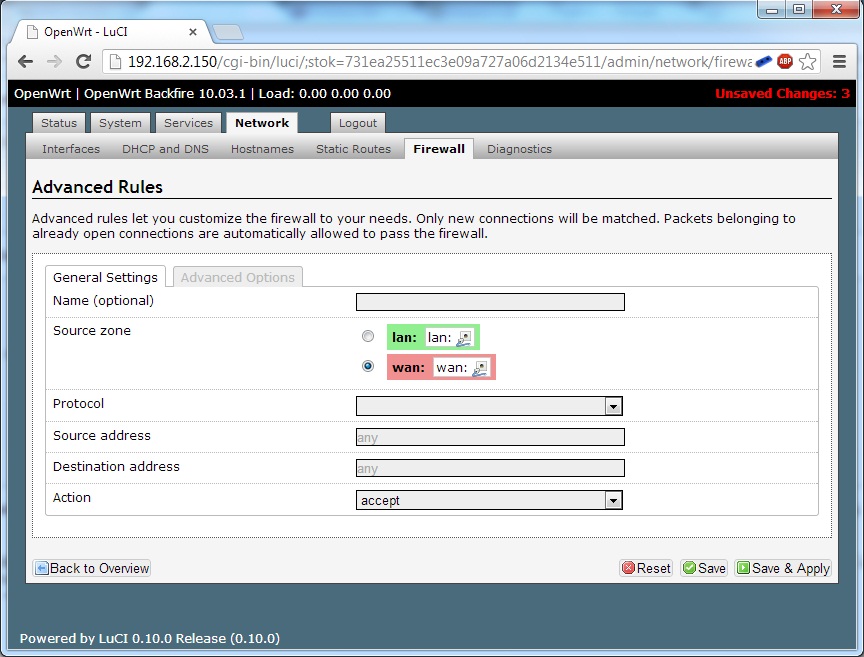 OpenWrt - LuCI
192.168.2.150/cgi-bin/luci/;stok=731ea25511ec3e09a727a06d2134e511/admin/network/firewa
ABP
OpenWrt | OpenWrt Backfire 10.03.1 | Load: 0.00 0.00 0.00 Unsaved Changes: 3
Status System Services Network Logout
Interfaces DHCP and DNS Hostnames Static Routes Firewall Diagnostics
Advanced Rules
Advanced rules let you customize the firewall to your needs. Only new connections will be matched. Packets belonging to
already open connections are automatically allowed to pass the firewall.
General Settings Advanced Options
Name (optional)
Source zone
lan: lan:
wan: wan:
Protocol
Source address any
Destination address any
Action accept
Back to Overview Reset Save Save & Apply
Powered by LuCI 0.10.0 Release (0.10.0)